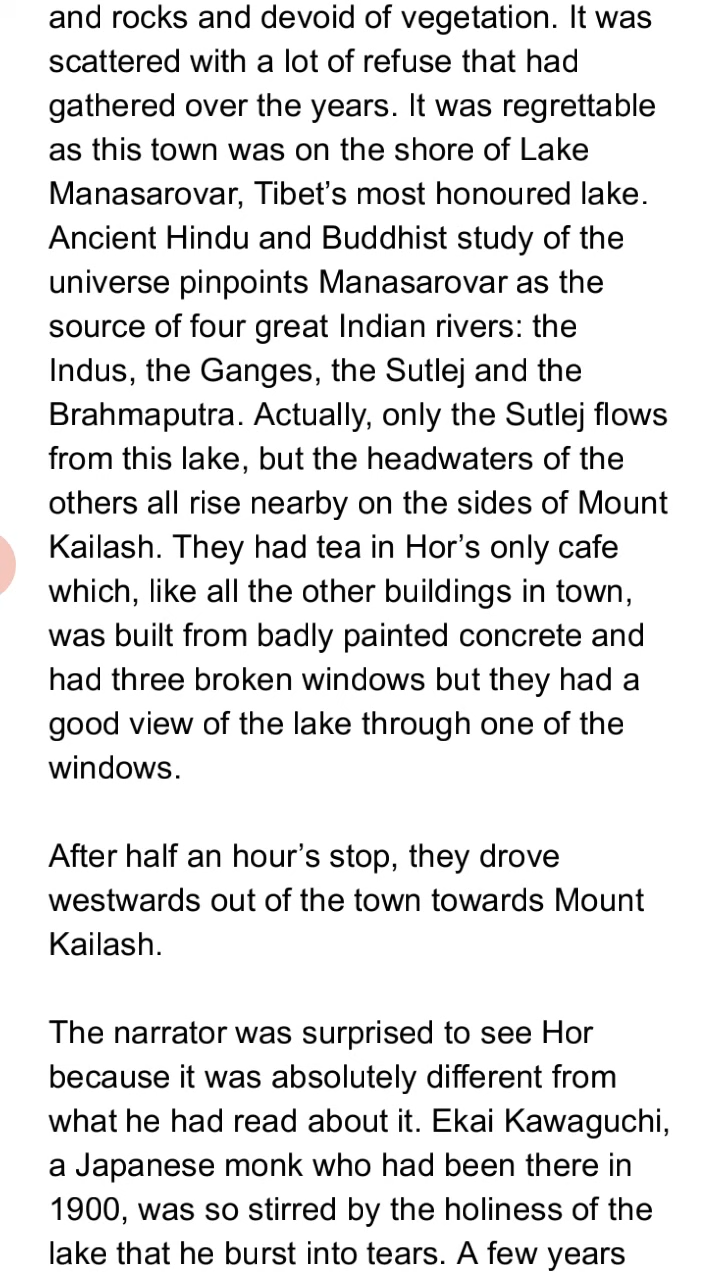 and rocks and devoid of vegetation. It was
scattered with a lot of refuse that had
gathered over the years. It was regrettable
as this town was on the shore of Lake
Manasarovar, Tibet’s most honoured lake.
Ancient Hindu and Buddhist study of the
universe pinpoints Manasarovar as the
source of four great Indian rivers: the
Indus, the Ganges, the Sutlej and the
Brahmaputra. Actually, only the Sutlej flows
from this lake, but the headwaters of the
others all rise nearby on the sides of Mount
Kailash. They had tea in Hor’s only cafe
which, like all the other buildings in town,
was built from badly painted concrete and
had three broken windows but they had a
good view of the lake through one of the
windows.
After half an hour’s stop, they drove
westwards out of the town towards Mount
Kailash.
The narrator was surprised to see Hor
because it was absolutely different from
what he had read about it. Ekai Kawaguchi,
a Japanese monk who had been there in
1900, was so stirred by the holiness of the
lake that he burst into tears. A few years